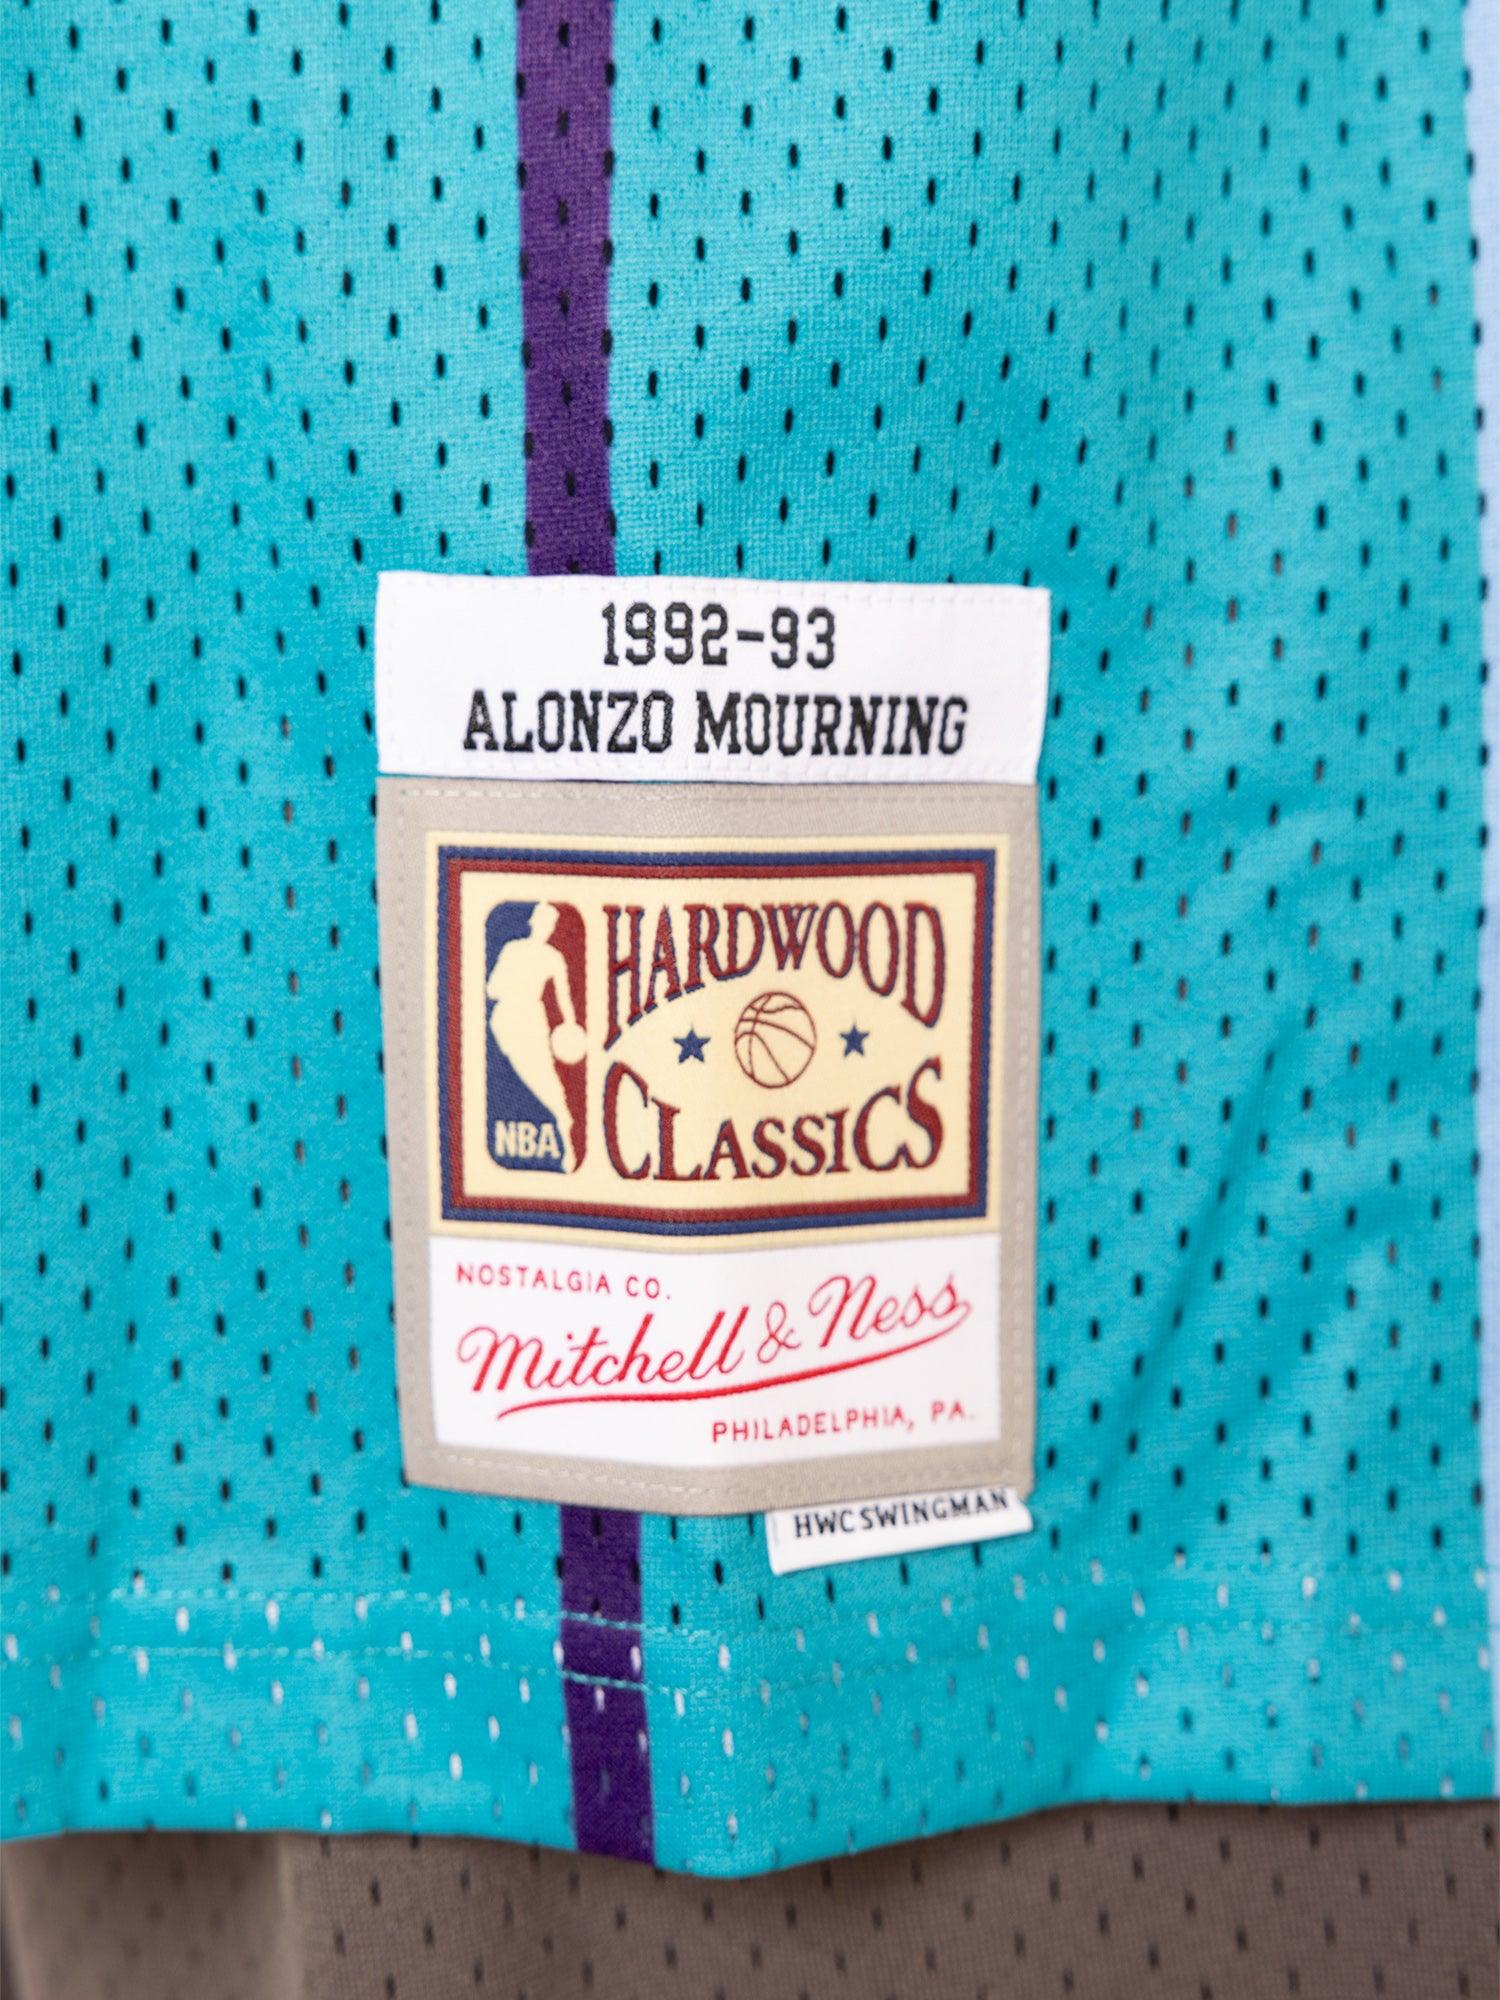 1992-93
ALONZO MOURNING
HARDWOOD
CLASSICS
NBA
NOSTALGIA CO.
Mitchell & Ness
PHILADELPHIA, PA.
HWC SWINGMAN